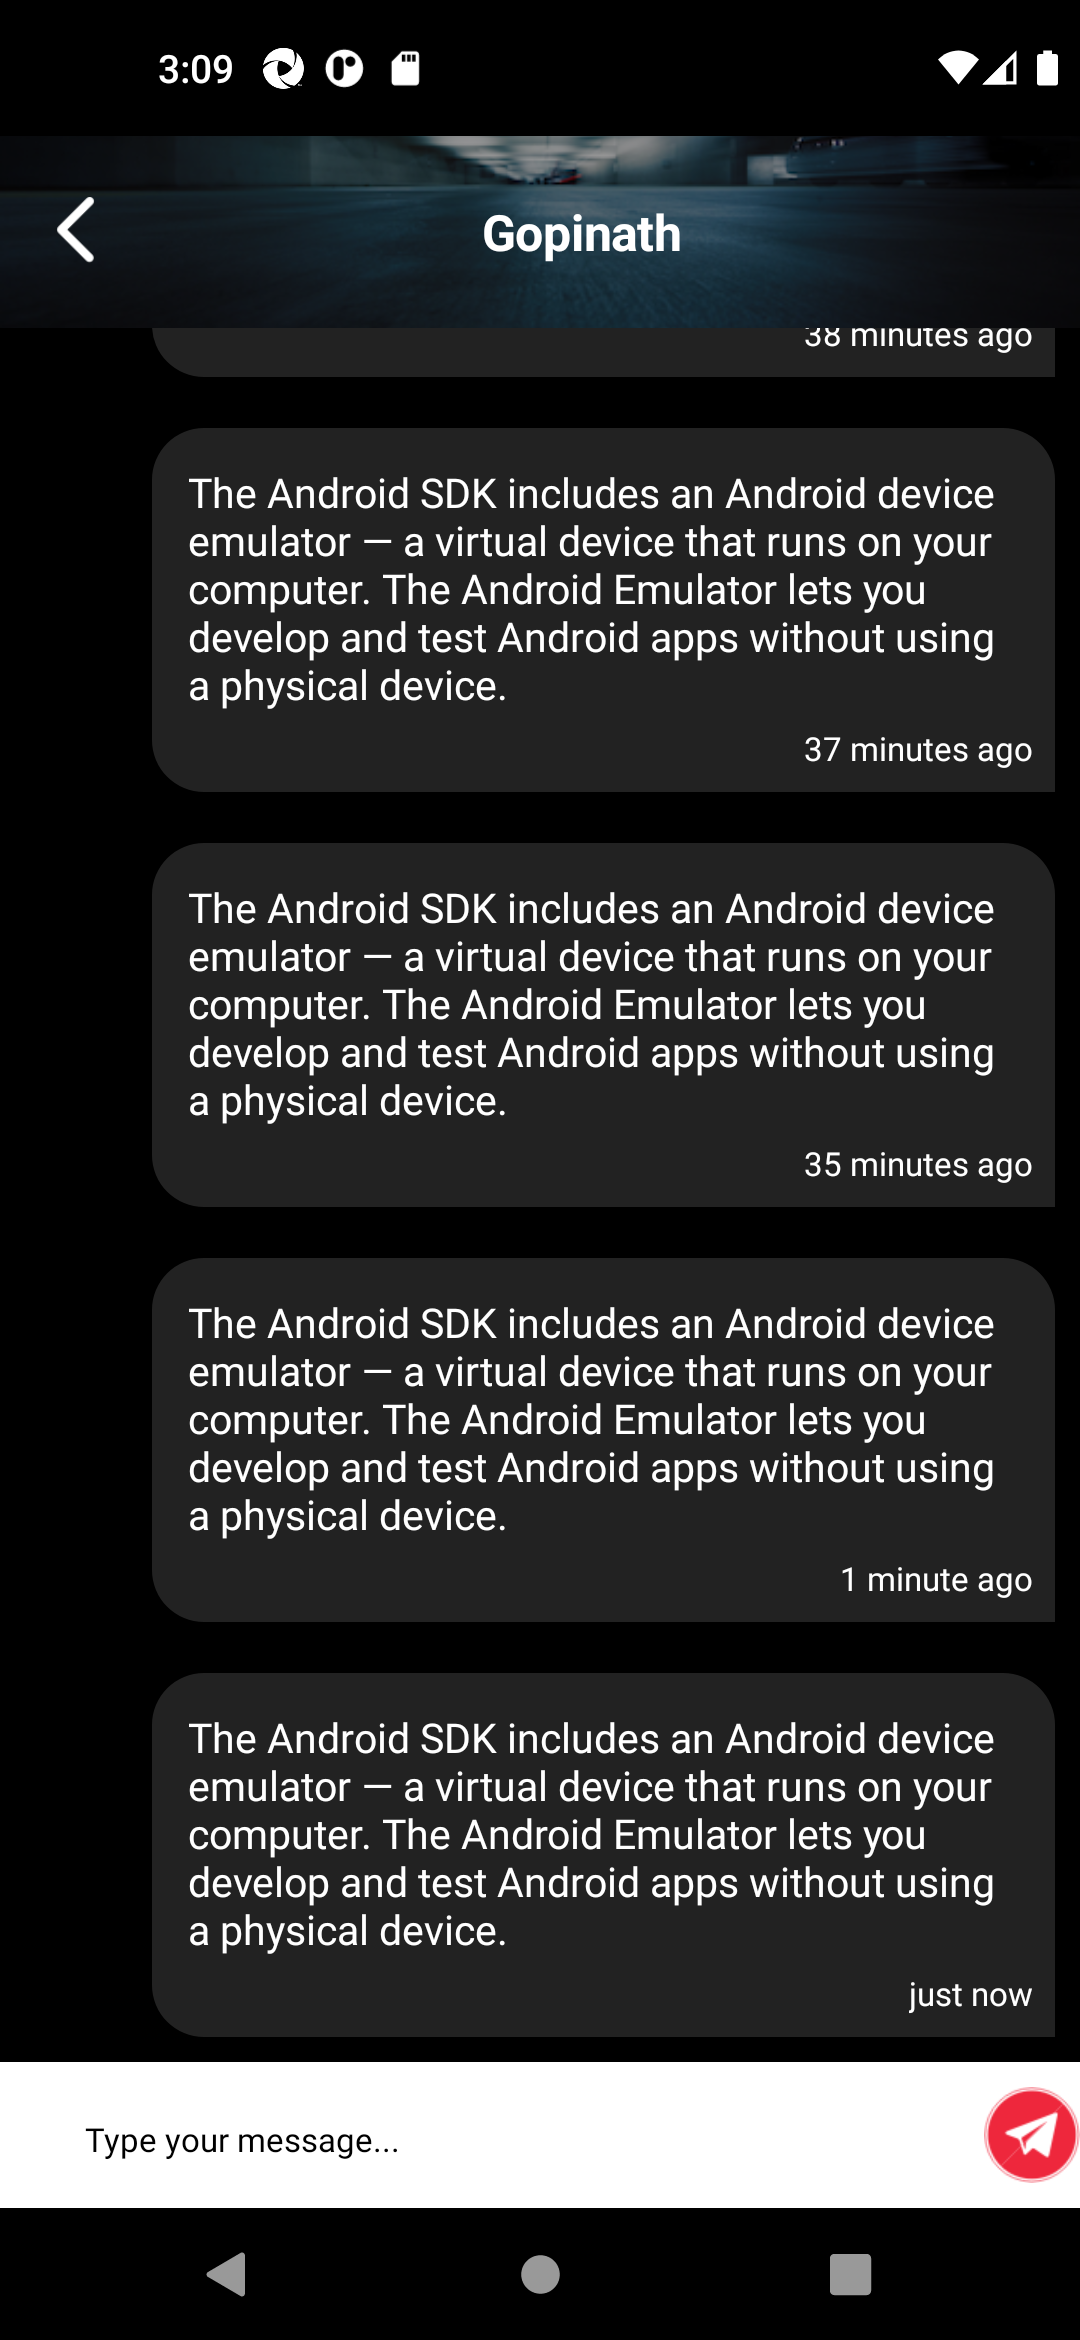 3:09
Gopinath
38 minutes ago
The Android SDK includes an Android device
emulator — a virtual device that runs on your
computer. The Android Emulator lets you
develop and test Android apps without using
a physical device.
37 minutes ago
The Android SDK includes an Android device
emulator — a virtual device that runs on your
computer. The Android Emulator lets you
develop and test Android apps without using
a physical device.
35 minutes ago
The Android SDK includes an Android device
emulator — a virtual device that runs on your
computer. The Android Emulator lets you
develop and test Android apps without using
a physical device.
1 minute ago
The Android SDK includes an Android device
emulator — a virtual device that runs on your
computer. The Android Emulator lets you
develop and test Android apps without using
a physical device.
just now
Type your message...